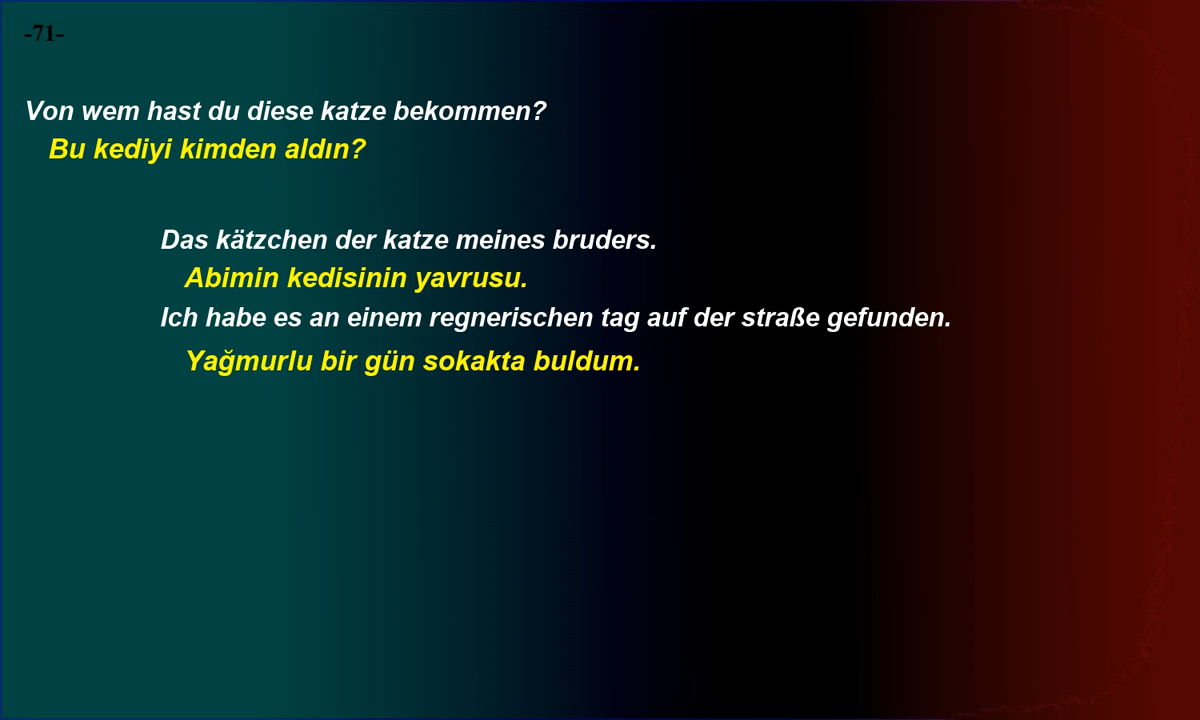 -71-
Von wem hast du diese katze bekommen?
Bu kediyi kimden aldın?
Das kätzchen der katze meines bruders.
Abimin kedisinin yavrusu.
Ich habe es an einem regnerischen tag auf der straße gefunden.
Yağmurlu bir gün sokakta buldum.